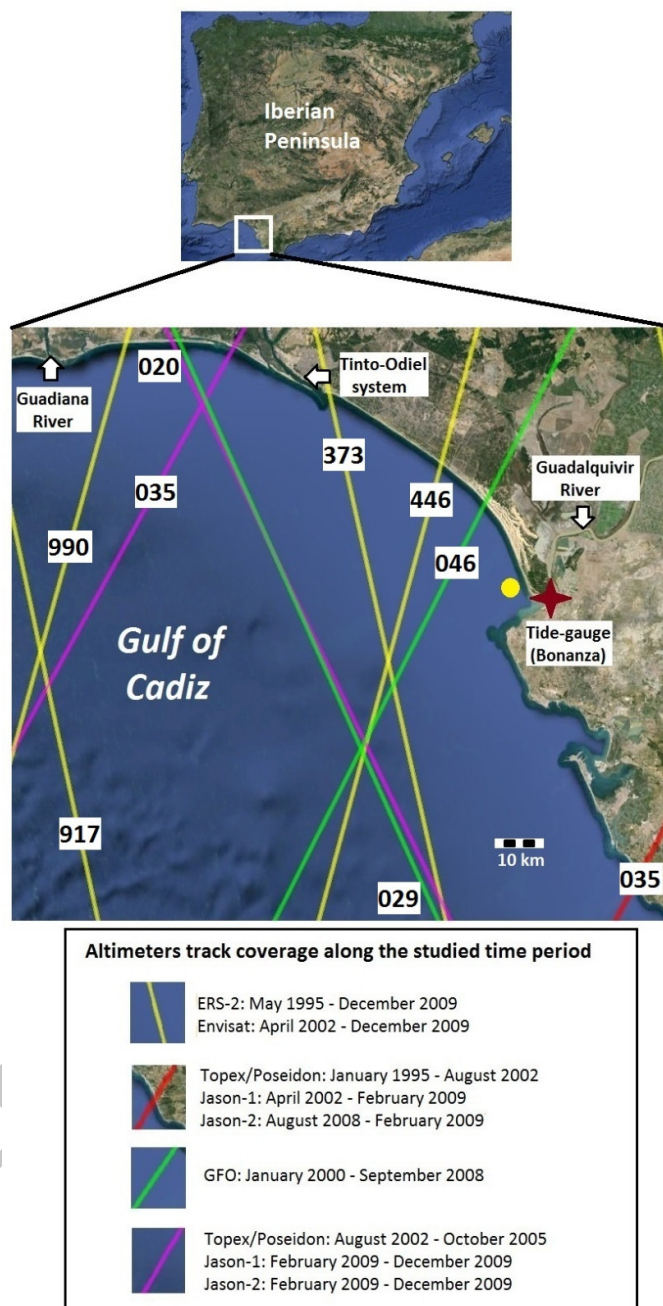 Iberian
Peninsula
020
Guadiana
River
Tinto-Odiel
system
373
035
446
Guadalquivir
River
990
046
Gulf of
Cadiz
Tide-gauge
(Bonanza)
917
10 km
035
029
Altimeters track coverage along the studied time period
ERS-2: May 1995 - December 2009
Envisat: April 2002 - December 2009
Topex/Poseidon: January 1995 - August 2002
Jason-1: April 2002 - February 2009
Jason-2: August 2008 - February 2009
GFO: January 2000 - September 2008
Topex/Poseidon: August 2002 - October 2005
Jason-1: February 2009 - December 2009
Jason-2: February 2009 - December 2009